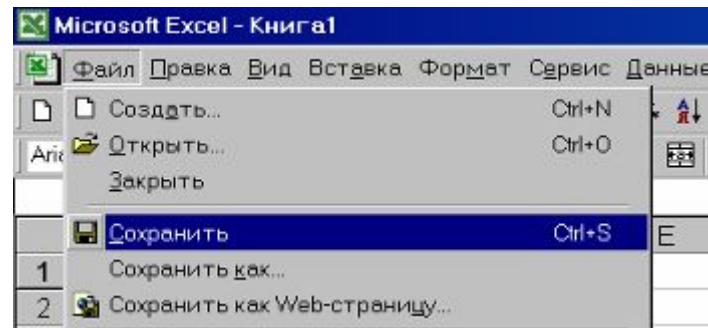 Microsoft Excel - Книга1
Файл Правка Вид Вставка Формат Сервис Данные
Создать... Ctrl+N
Открыть... Ctrl+O
Закрыть
Сохранить Ctrl+S
E
Сохранить как...
1
Сохранить как Web-страницу...
2